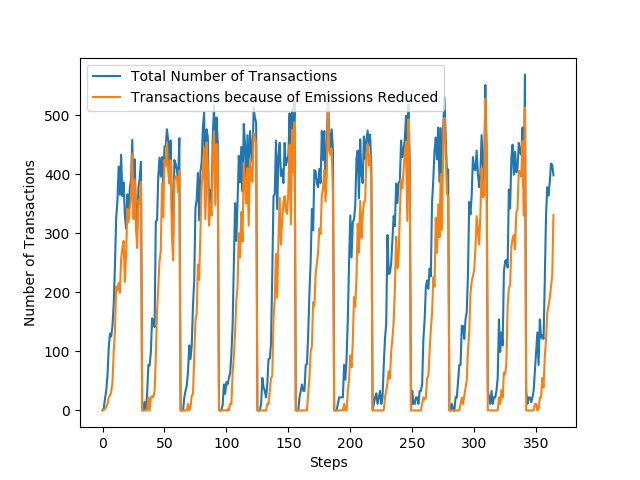 Total Number of Transactions
Transactions because of Emissions Reduced
Number of Transactions
500
400
300
200
100
0
0 50 100 150 200 250 300 350
Steps